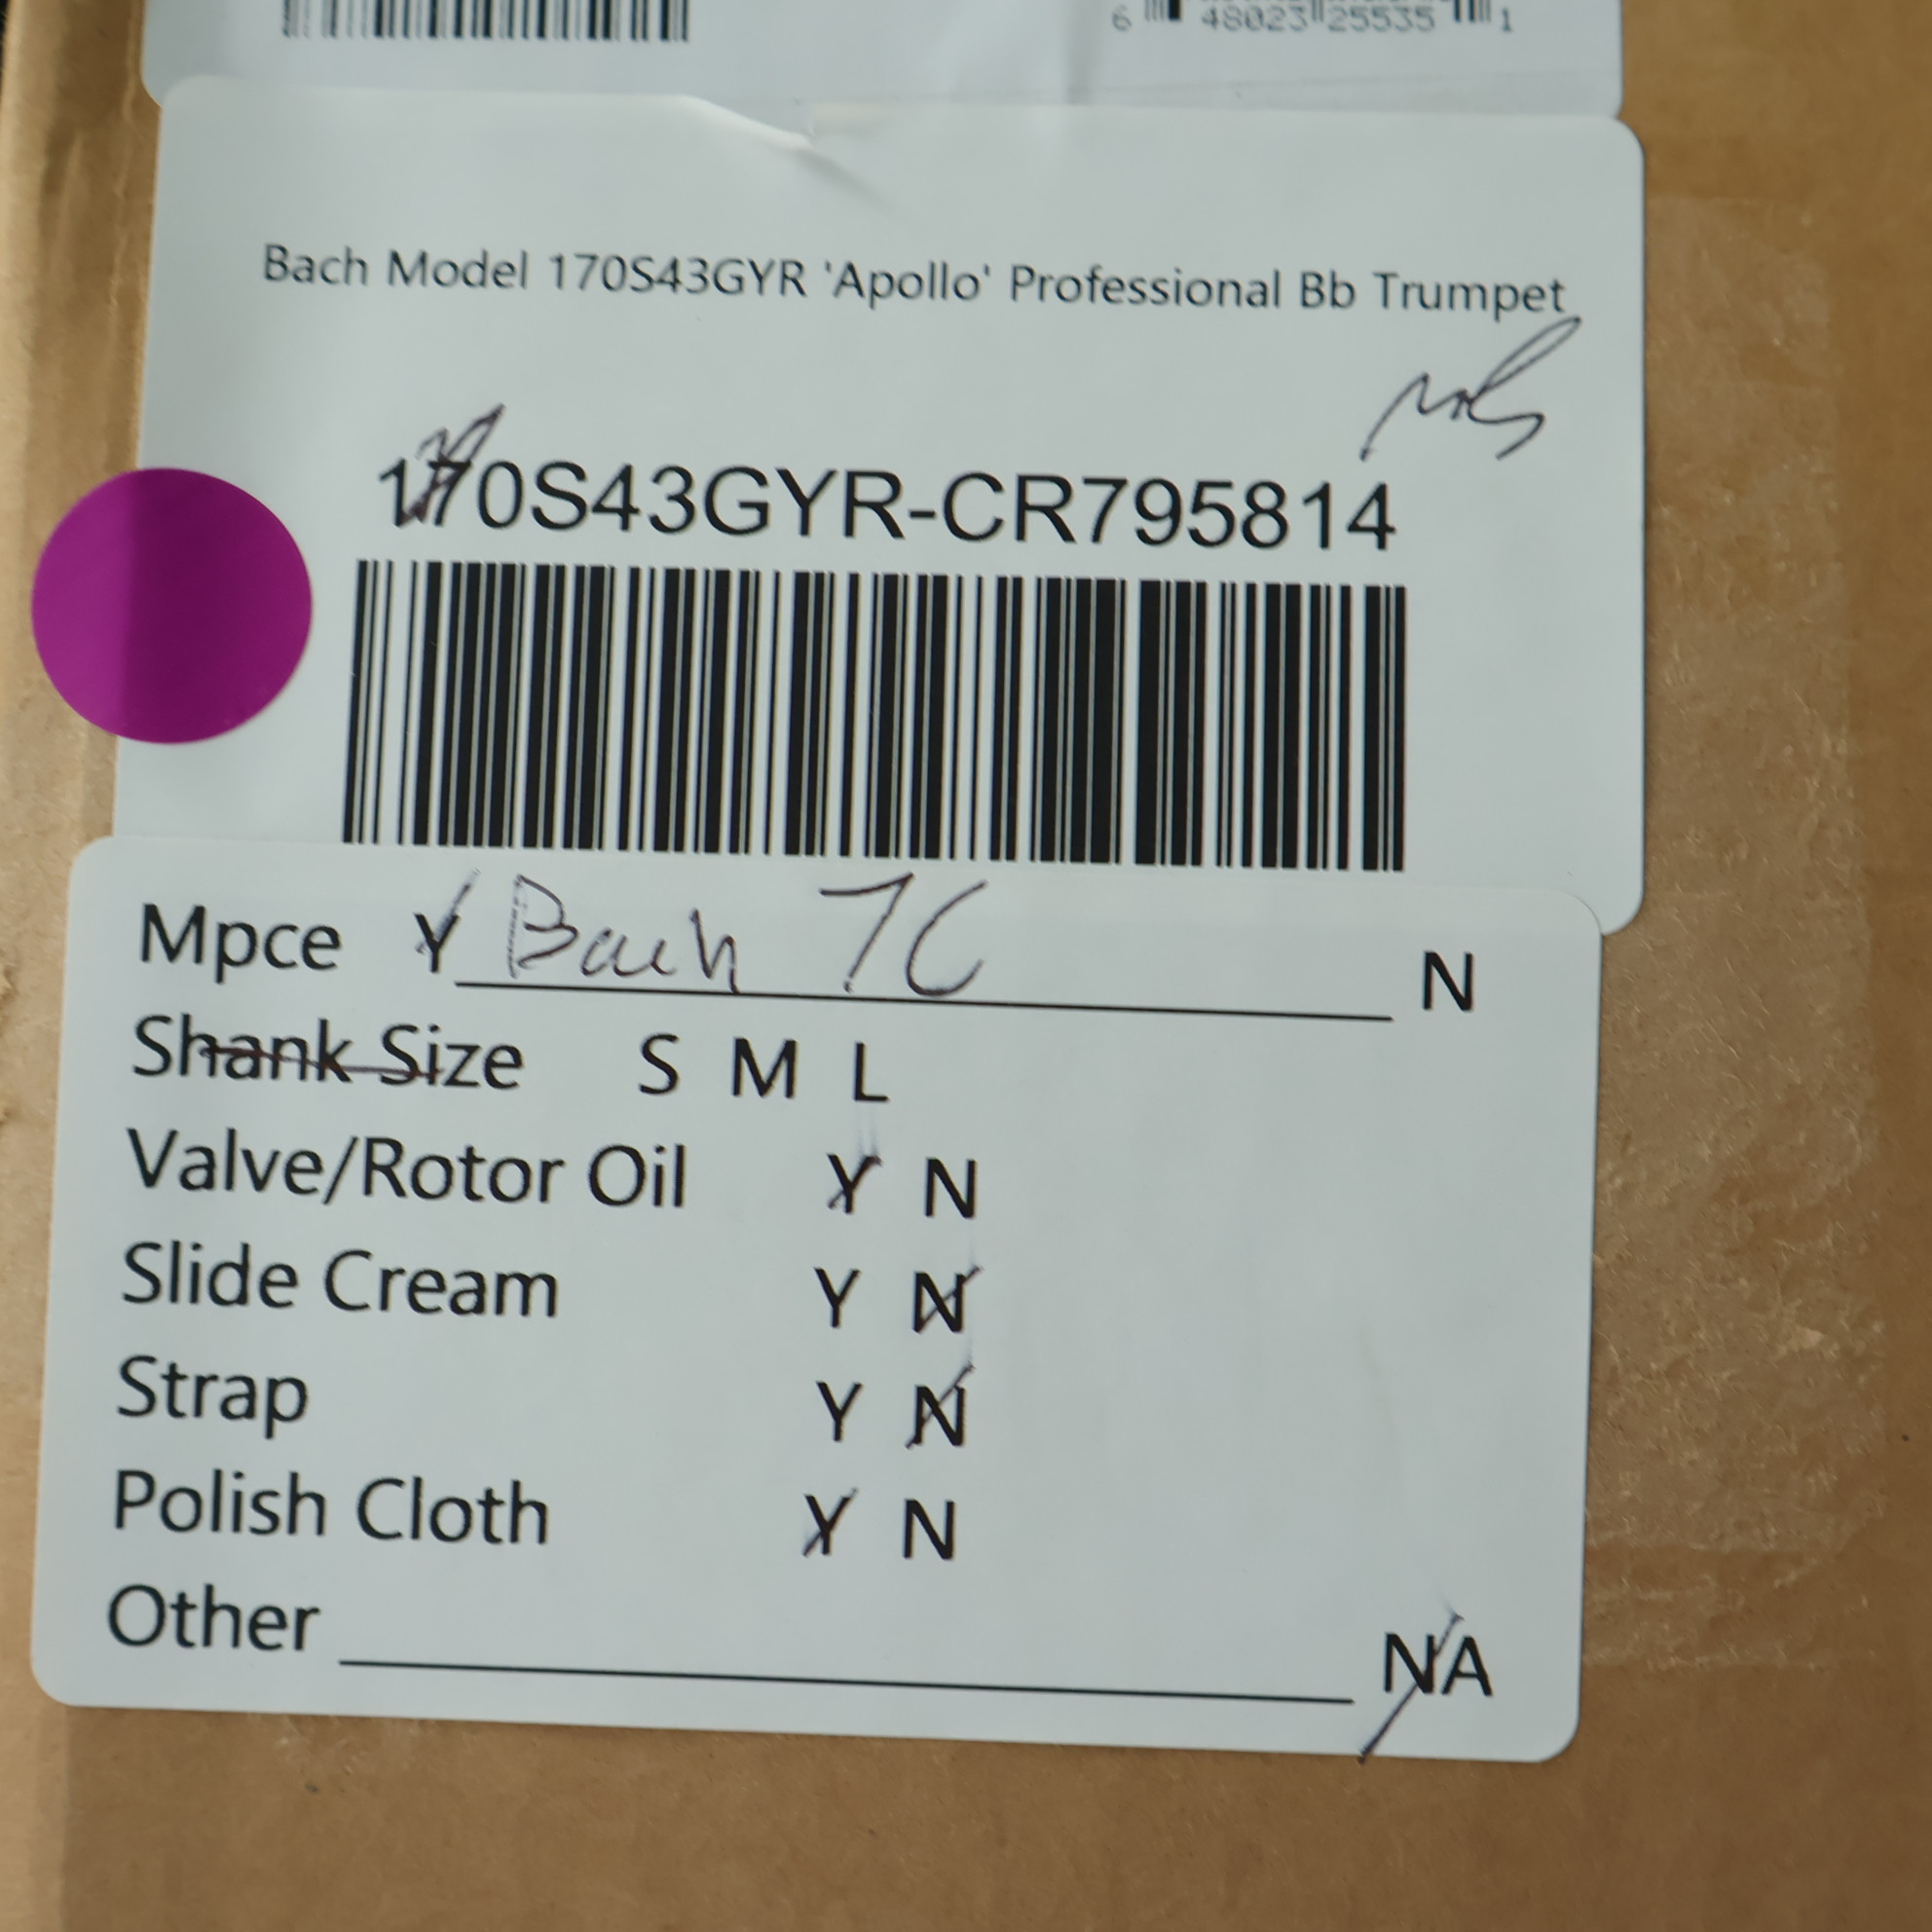 6 48023 25535 1
Bach Model 170S43GYR 'Apollo' Professional Bb Trumpet
170S43GYR-CR795814
Mpce Y Bach 7C N
Shank Size S M L
Valve/Rotor Oil Y N
Slide Cream Y N
Strap Y N
Polish Cloth Y N
Other NA